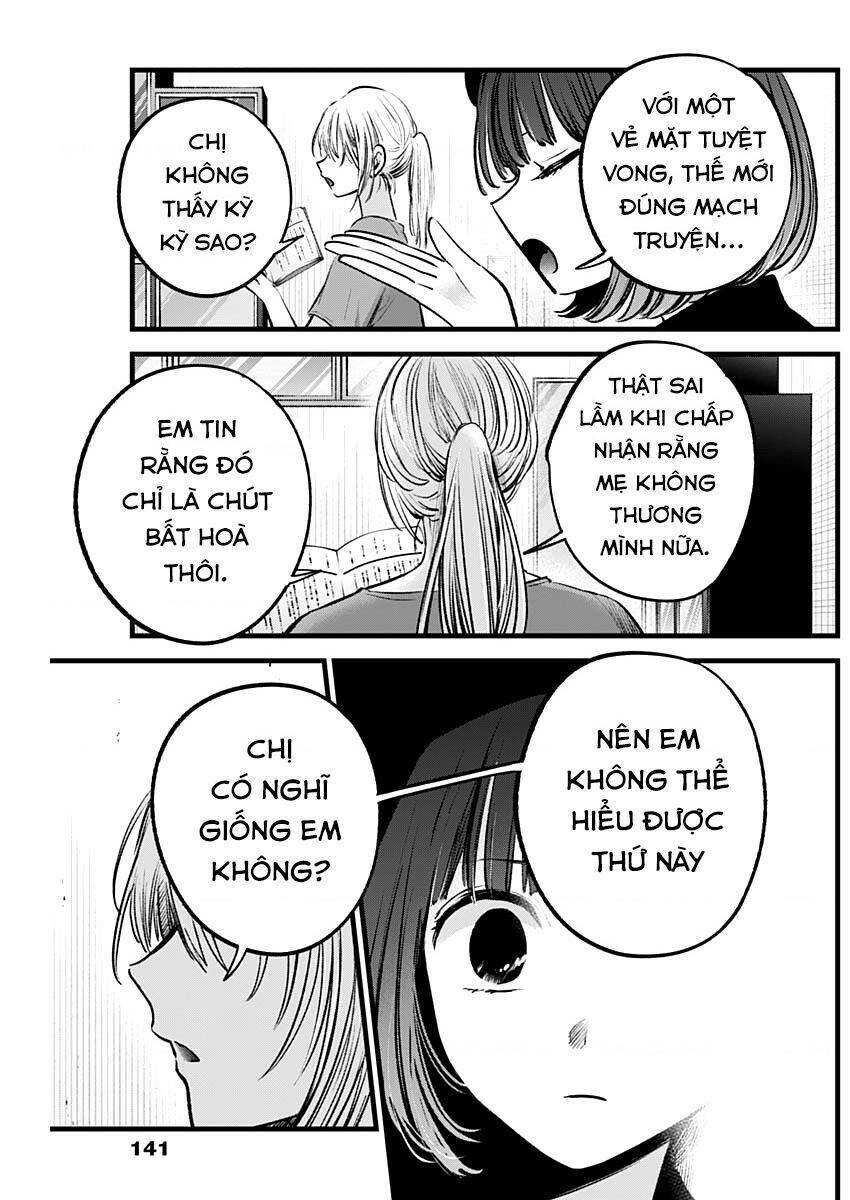 VỚI MỘT
VẺ MẶT TUYỆT
VONG, THẾ MỚI
ĐÚNG MẠCH
TRUYỆN...
CHỊ
KHÔNG
THẤY KỲ
KỲ SAO?
THẬT SAI
LẦM KHI CHẤP
NHẬN RẰNG
MẸ KHÔNG
THƯƠNG
MÌNH NỮA.
EM TIN
RẰNG ĐÓ
CHỈ LÀ CHÚT
BẤT HOÀ
THÔI.
NÊN EM
KHÔNG THỂ
HIỂU ĐƯỢC
THỨ NÀY
CHỊ
CÓ NGHĨ
GIỐNG EM
KHÔNG?
141